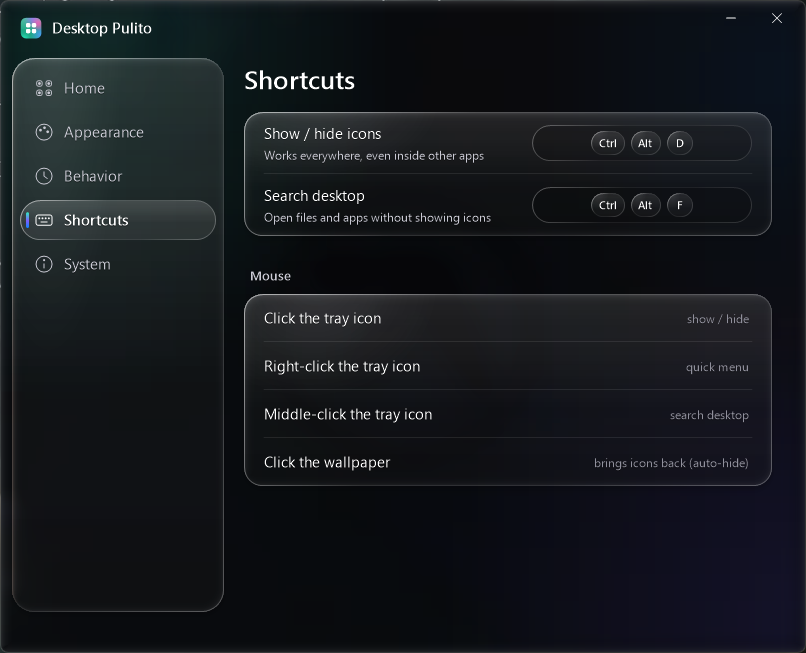 Desktop Pulito
Home
Appearance
Behavior
Shortcuts
System
Shortcuts
Show / hide icons
Works everywhere, even inside other apps
Ctrl Alt D
Search desktop
Open files and apps without showing icons
Ctrl Alt F
Mouse
Click the tray icon
show / hide
Right-click the tray icon
quick menu
Middle-click the tray icon
search desktop
Click the wallpaper
brings icons back (auto-hide)